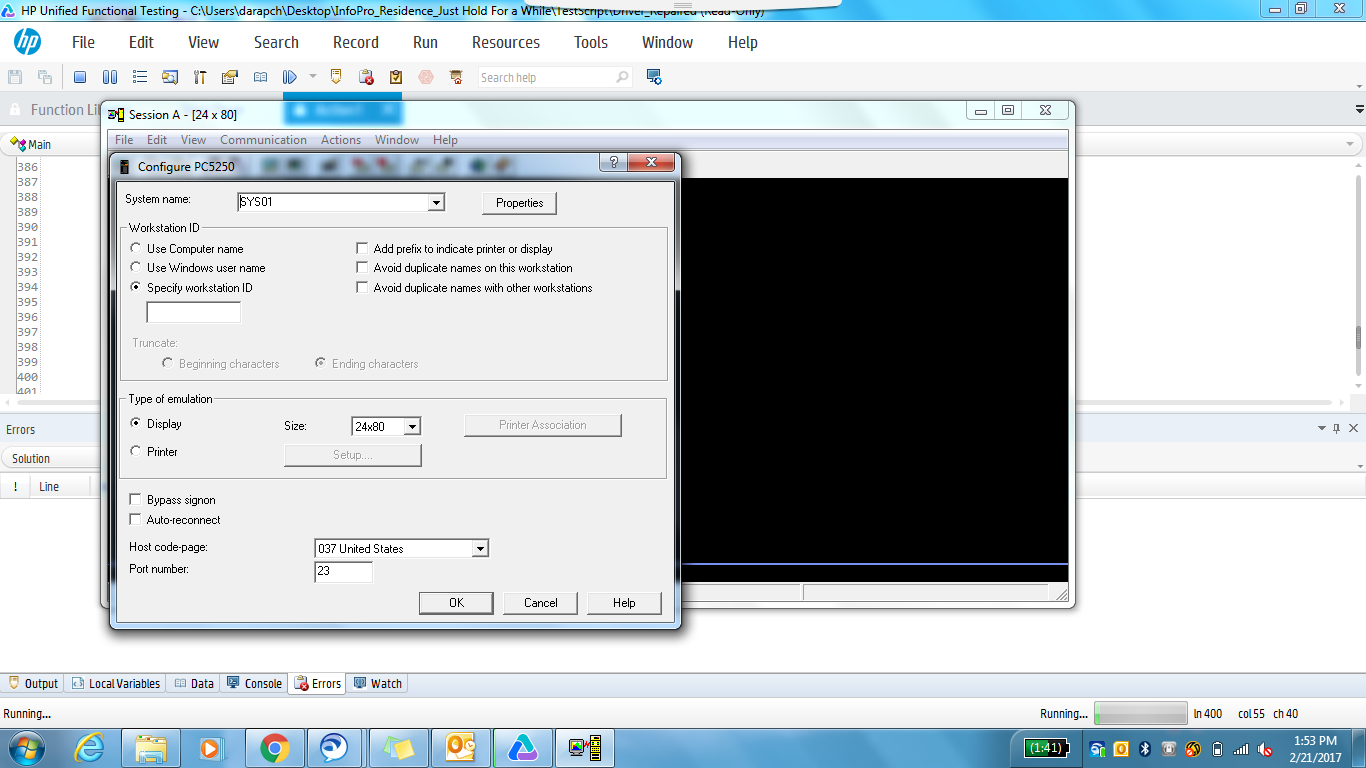 HP Unified Functional Testing - C:\Users\darapch\Desktop\InfoPro_Residence_Just Hold For a While\TestScript\Driver_Repaired (Read-Only)
hp File Edit View Search Record Run Resources Tools Window Help
Search help
Function Li
Session A - [24 x 80]
File Edit View Communication Actions Window Help
Main
Configure PC5250
386
387
388
389
390
391
392
393
394
395
396
397
398
399
400
401
System name: SYS01 Properties
Workstation ID
Use Computer name Add prefix to indicate printer or display
Use Windows user name Avoid duplicate names on this workstation
Specify workstation ID Avoid duplicate names with other workstations
Truncate:
Beginning characters Ending characters
Type of emulation
Display Size: 24x80 Printer Association
Printer Setup....
Bypass signon
Auto-reconnect
Host code-page: 037 United States
Port number: 23
OK Cancel Help
Errors
Solution
! Line
Output Local Variables Data Console Errors Watch
Running... Running... ln 400 col 55 ch 40
(1:41) 1:53 PM
2/21/2017